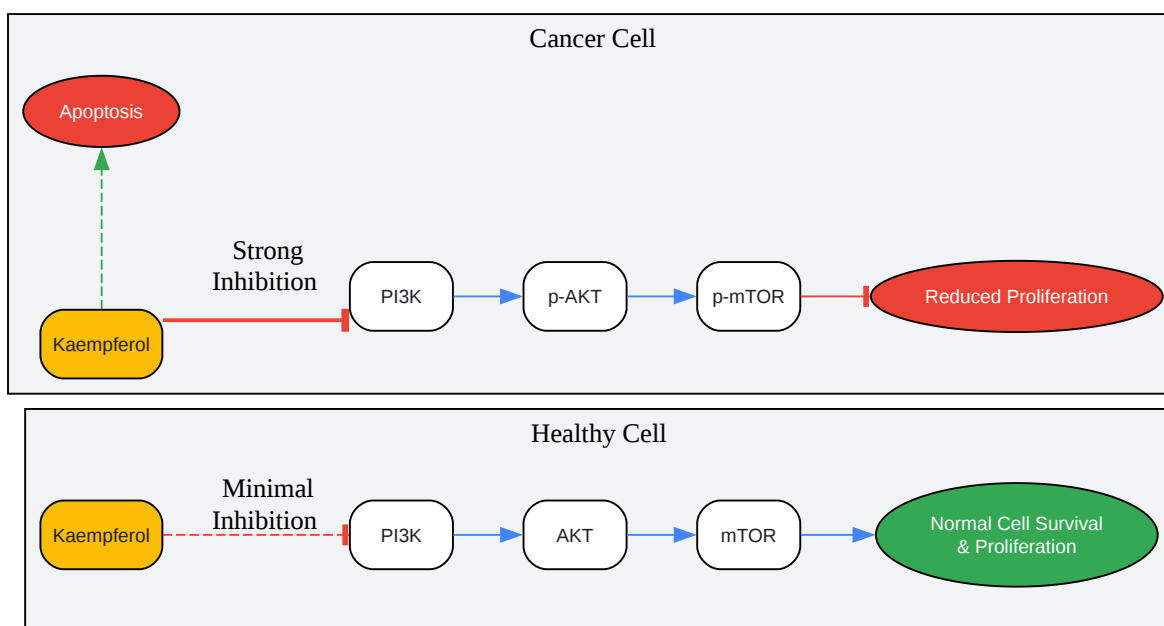 Cancer Cell
Apoptosis
Strong
Inhibition
Kaempferol
PI3K
p-AKT
p-mTOR
Reduced Proliferation
Healthy Cell
Minimal
Inhibition
Kaempferol
PI3K
AKT
mTOR
Normal Cell Survival
& Proliferation